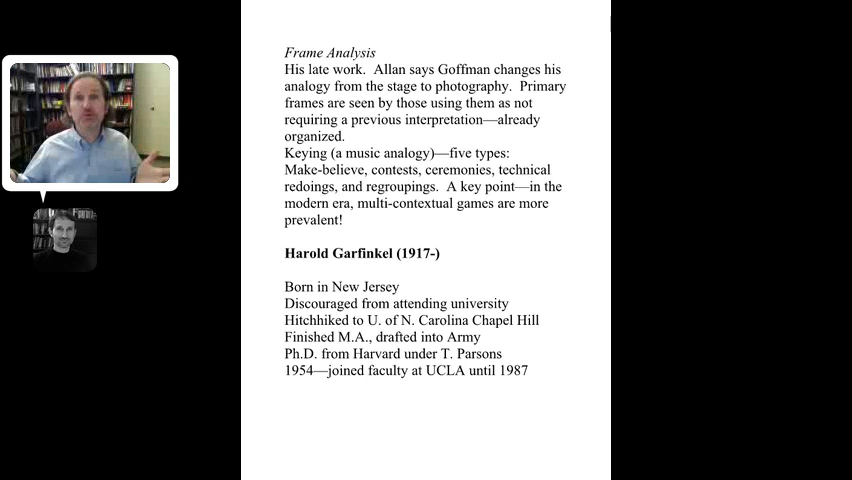 Frame Analysis
His late work.  Allan says Goffman changes his
analogy from the stage to photography.  Primary
frames are seen by those using them as not
requiring a previous interpretation—already
organized.
Keying (a music analogy)—five types:
Make-believe, contests, ceremonies, technical
redoings, and regroupings.  A key point—in the
modern era, multi-contextual games are more
prevalent!
Harold Garfinkel (1917-)
Born in New Jersey
Discouraged from attending university
Hitchhiked to U. of N. Carolina Chapel Hill
Finished M.A., drafted into Army
Ph.D. from Harvard under T. Parsons
1954—joined faculty at UCLA until 1987